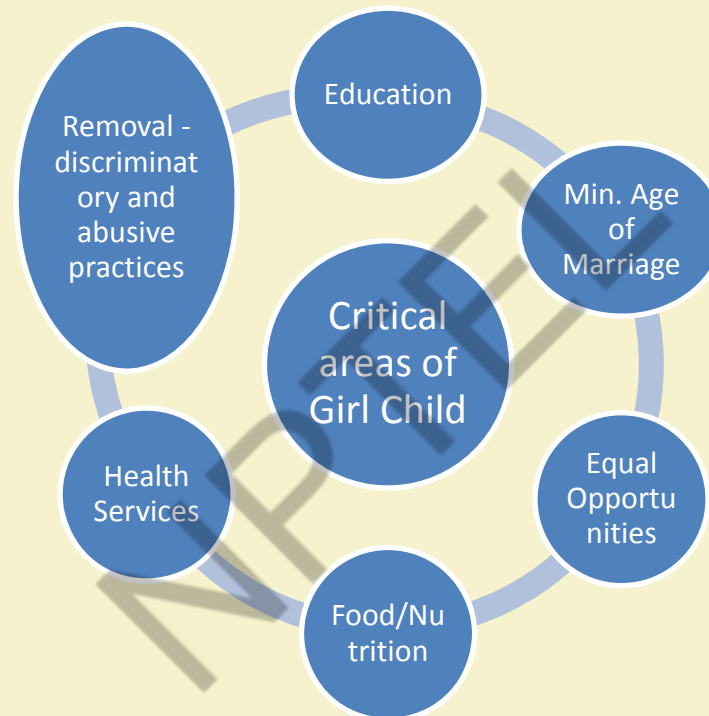 Education
Min. Age
of
Marriage
Equal
Opportu
nities
Food/Nu
trition
Health
Services
Removal -
discriminat
ory and
abusive
practices
Critical
areas of
Girl Child
NPTEL